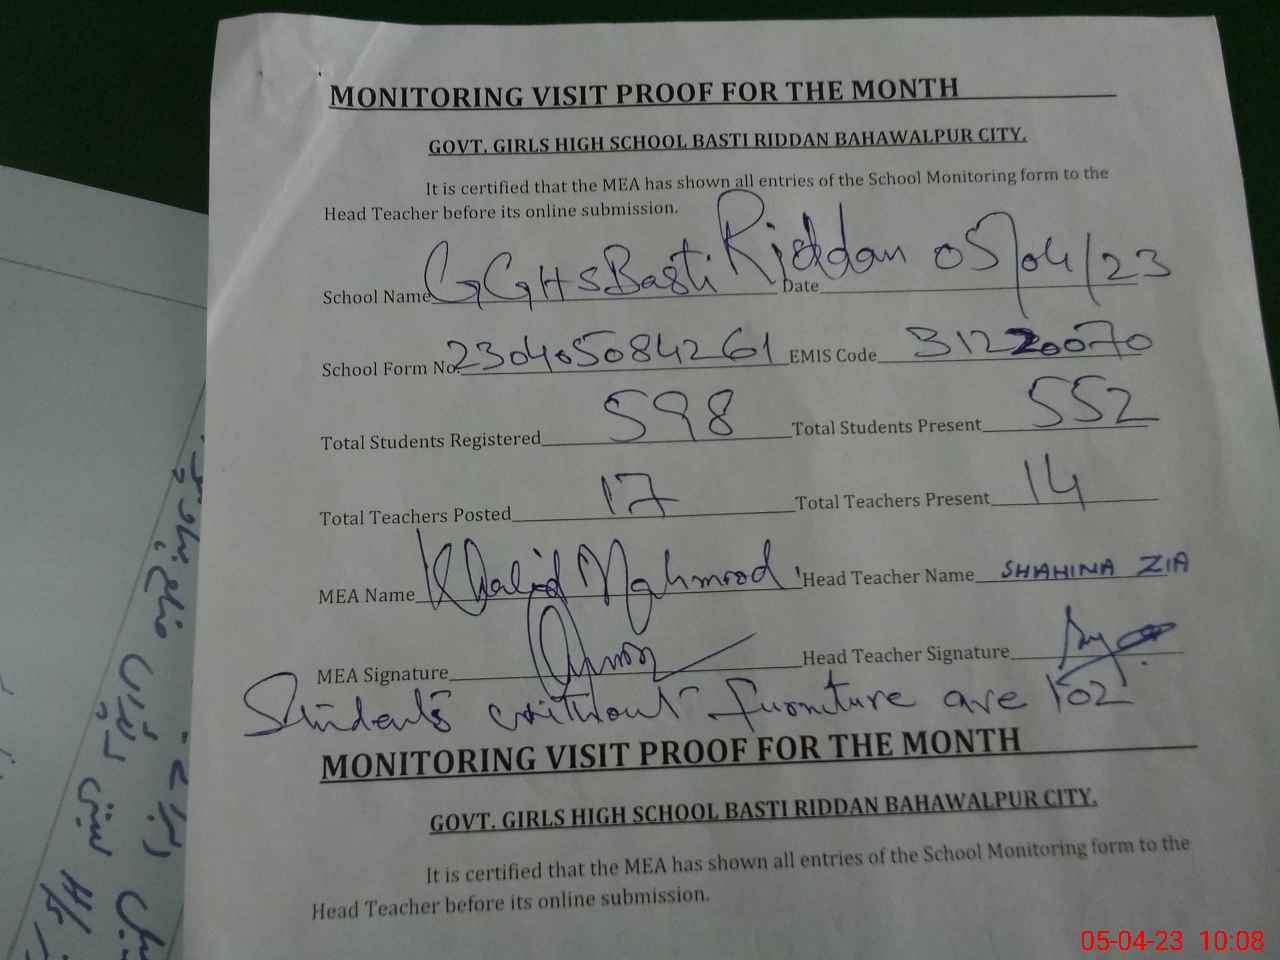 MONITORING VISIT PROOF FOR THE MONTH
GOVT. GIRLS HIGH SCHOOL BASTI RIDDAN BAHAWALPUR CITY.
It is certified that the MEA has shown all entries of the School Monitoring form to the
Head Teacher before its online submission.
School Name GGHS Basti Riddan Date 05/04/23
School Form No. 230405084261 EMIS Code 31220070
Total Students Registered 598 Total Students Present 552
Total Teachers Posted 17 Total Teachers Present 14
MEA Name Khalid Mahmood Head Teacher Name SHAHINA ZIA
MEA Signature Head Teacher Signature
Students without furniture are 102
MONITORING VISIT PROOF FOR THE MONTH
GOVT. GIRLS HIGH SCHOOL BASTI RIDDAN BAHAWALPUR CITY.
It is certified that the MEA has shown all entries of the School Monitoring form to the
Head Teacher before its online submission.
05-04-23 10:08